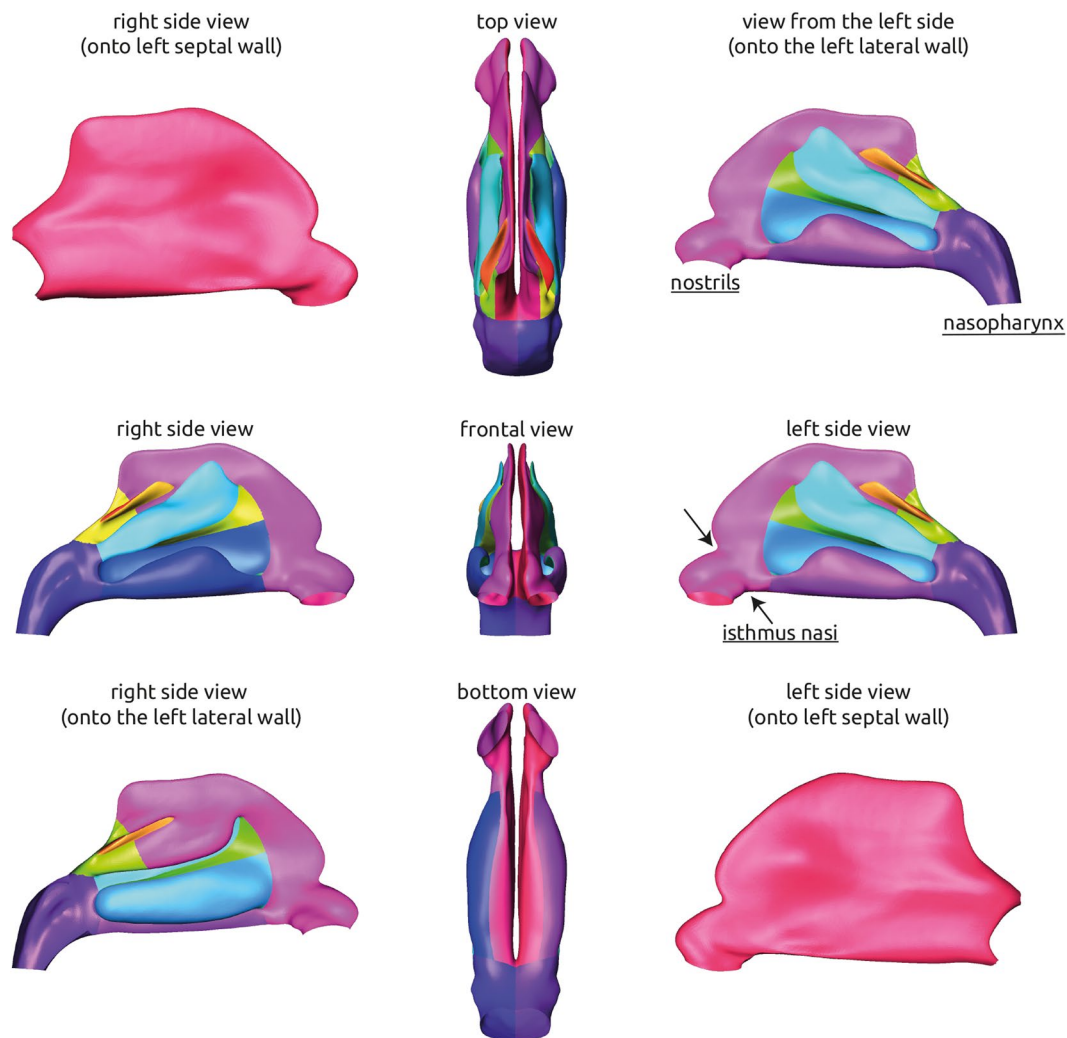 right side view
(onto left septal wall)
top view
view from the left side
(onto the left lateral wall)
nostrils
nasopharynx
right side view
frontal view
left side view
isthmus nasi
right side view
(onto the left lateral wall)
bottom view
left side view
(onto left septal wall)